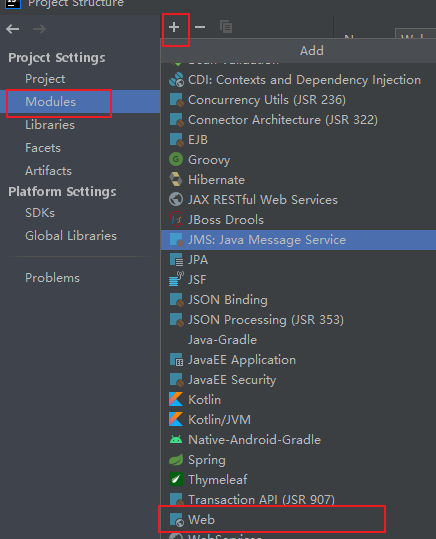 Project Structure
Add
Project Settings
Project
Modules
Libraries
Facets
Artifacts
Platform Settings
SDKs
Global Libraries
Problems
CDI: Contexts and Dependency Injection
Concurrency Utils (JSR 236)
Connector Architecture (JSR 322)
EJB
Groovy
Hibernate
JAX RESTful Web Services
JBoss Drools
JMS: Java Message Service
JPA
JSF
JSON Binding
JSON Processing (JSR 353)
Java-Gradle
JavaEE Application
JavaEE Security
Kotlin
Kotlin/JVM
Native-Android-Gradle
Spring
Thymeleaf
Transaction API (JSR 907)
Web